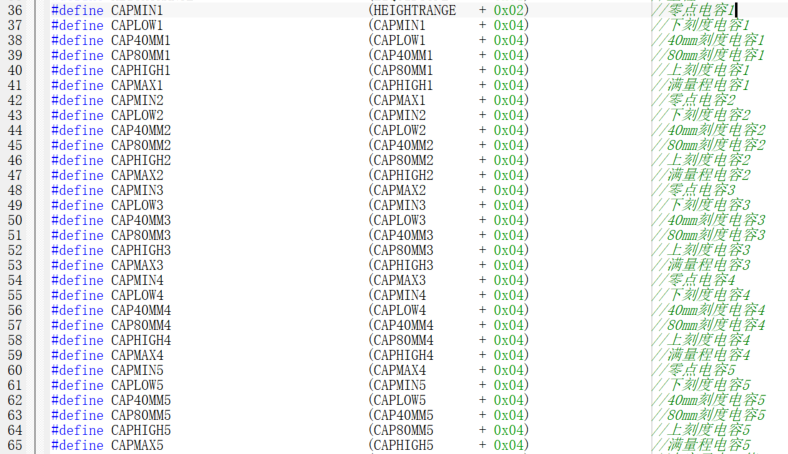 36 #define CAPMIN1 (HEIGHTRANGE + 0x02) //零点电容1
37 #define CAPLOW1 (CAPMIN1 + 0x04) //下刻度电容1
38 #define CAP40MM1 (CAPLOW1 + 0x04) //40mm刻度电容1
39 #define CAP80MM1 (CAP40MM1 + 0x04) //80mm刻度电容1
40 #define CAPHIGH1 (CAP80MM1 + 0x04) //上刻度电容1
41 #define CAPMAX1 (CAPHIGH1 + 0x04) //满量程电容1
42 #define CAPMIN2 (CAPMAX1 + 0x04) //零点电容2
43 #define CAPLOW2 (CAPMIN2 + 0x04) //下刻度电容2
44 #define CAP40MM2 (CAPLOW2 + 0x04) //40mm刻度电容2
45 #define CAP80MM2 (CAP40MM2 + 0x04) //80mm刻度电容2
46 #define CAPHIGH2 (CAP80MM2 + 0x04) //上刻度电容2
47 #define CAPMAX2 (CAPHIGH2 + 0x04) //满量程电容2
48 #define CAPMIN3 (CAPMAX2 + 0x04) //零点电容3
49 #define CAPLOW3 (CAPMIN3 + 0x04) //下刻度电容3
50 #define CAP40MM3 (CAPLOW3 + 0x04) //40mm刻度电容3
51 #define CAP80MM3 (CAP40MM3 + 0x04) //80mm刻度电容3
52 #define CAPHIGH3 (CAP80MM3 + 0x04) //上刻度电容3
53 #define CAPMAX3 (CAPHIGH3 + 0x04) //满量程电容3
54 #define CAPMIN4 (CAPMAX3 + 0x04) //零点电容4
55 #define CAPLOW4 (CAPMIN4 + 0x04) //下刻度电容4
56 #define CAP40MM4 (CAPLOW4 + 0x04) //40mm刻度电容4
57 #define CAP80MM4 (CAP40MM4 + 0x04) //80mm刻度电容4
58 #define CAPHIGH4 (CAP80MM4 + 0x04) //上刻度电容4
59 #define CAPMAX4 (CAPHIGH4 + 0x04) //满量程电容4
60 #define CAPMIN5 (CAPMAX4 + 0x04) //零点电容5
61 #define CAPLOW5 (CAPMIN5 + 0x04) //下刻度电容5
62 #define CAP40MM5 (CAPLOW5 + 0x04) //40mm刻度电容5
63 #define CAP80MM5 (CAP40MM5 + 0x04) //80mm刻度电容5
64 #define CAPHIGH5 (CAP80MM5 + 0x04) //上刻度电容5
65 #define CAPMAX5 (CAPHIGH5 + 0x04) //满量程电容5